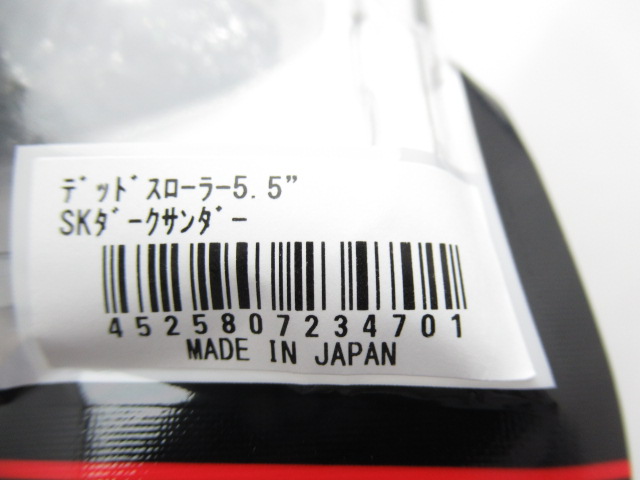 ﾃﾞｯﾄﾞｽﾛｰﾗｰ5.5”
SKﾀﾞｰｸｻﾝﾀﾞｰ
4525807234701
MADE IN JAPAN